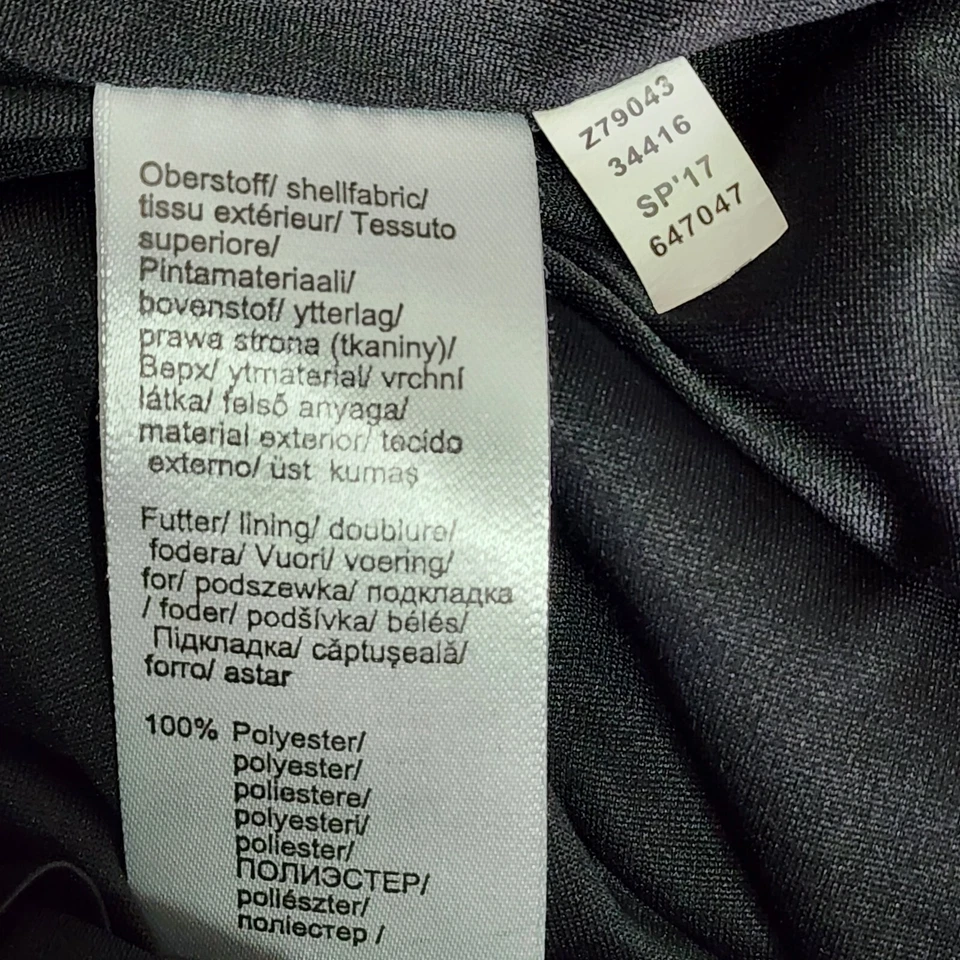 Oberstoff/ shellfabric/
tissu extérieur/ Tessuto
superiore/
Pintamateriaali/
bovenstof/ ytterlag/
prawa strona (tkaniny)/
Верх/ ytmaterial/ vrchní
látka/ felső anyaga/
material exterior/ tecido
externo/ üst kumaş
Futter/ lining/ doublure/
fodera/ Vuori/ voering/
for/ podszewka/ подкладка
/ foder/ podšívka/ bélés/
Підкладка/ căptuşeală/
forro/ astar
100% Polyester/
polyester/
poliestere/
polyesteri/
poliester/
ПОЛИЭСТЕР/
poliészter/
поліестер /
Z79043
34416
SP'17
647047